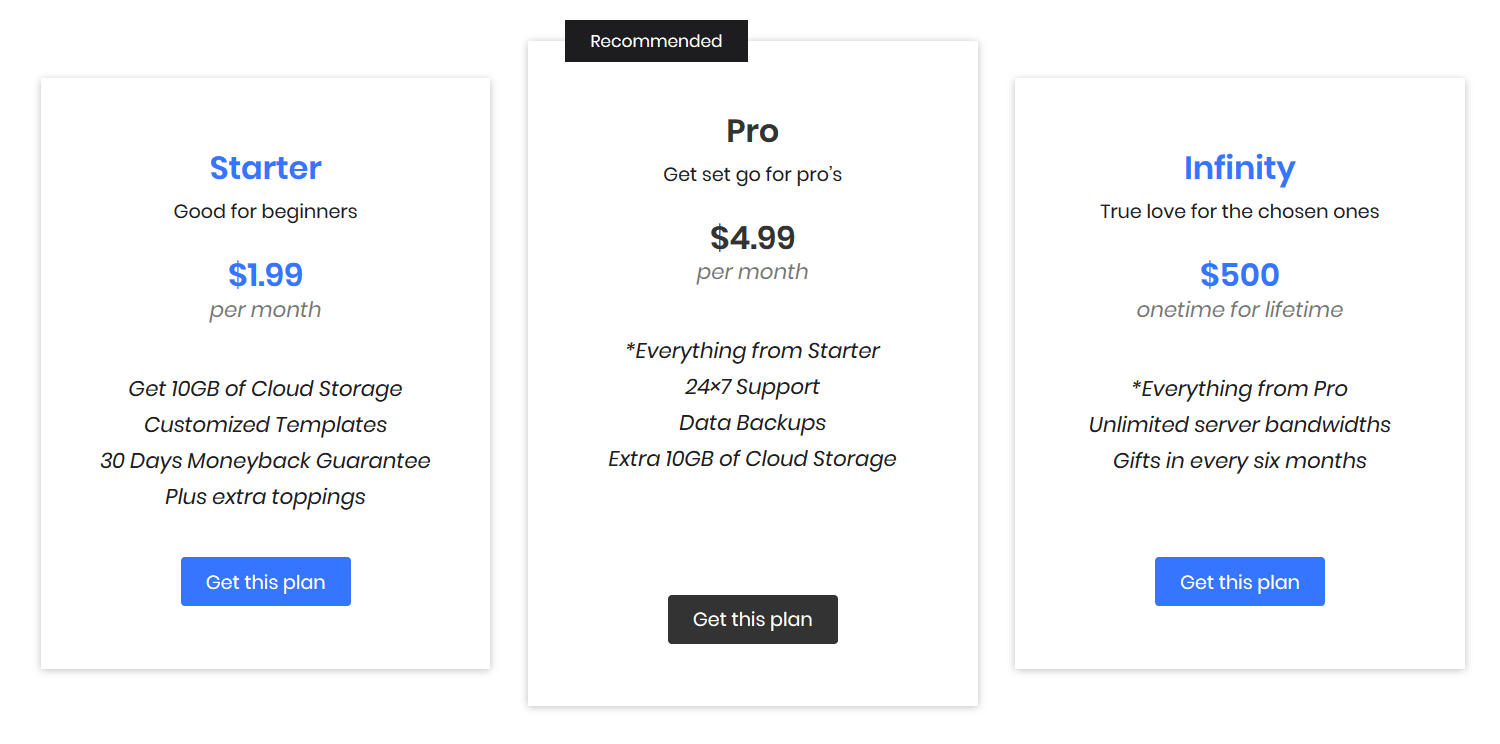 Starter
Good for beginners
$1.99
per month
Get 10GB of Cloud Storage
Customized Templates
30 Days Moneyback Guarantee
Plus extra toppings
Get this plan
Recommended
Pro
Get set go for pro’s
$4.99
per month
*Everything from Starter
24×7 Support
Data Backups
Extra 10GB of Cloud Storage
Get this plan
Infinity
True love for the chosen ones
$500
onetime for lifetime
*Everything from Pro
Unlimited server bandwidths
Gifts in every six months
Get this plan